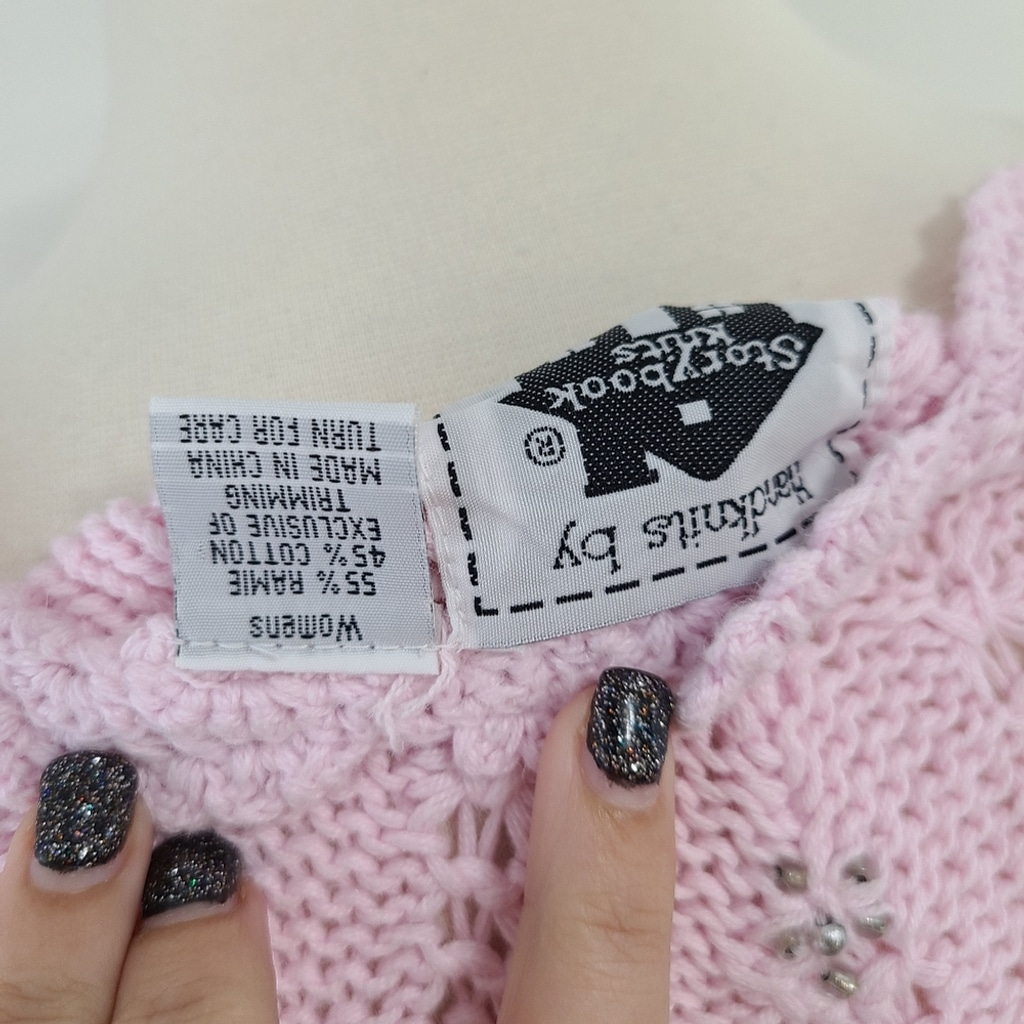 Womens
55% RAMIE
45% COTTON
EXCLUSIVE OF
TRIMMING
MADE IN CHINA
TURN FOR CARE
Handknits by
Storybook
Knits
®